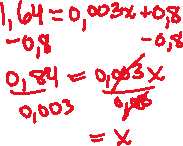 1,64 = 0,003x + 0,8
-0,8 -0,8
0,84 = 0,003x
0,003 0,003
= x